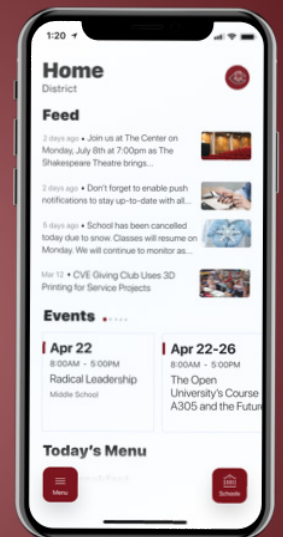 1:20
Home
District
Feed
2 days ago • Join us at The Center on
Monday, July 8th at 7:00pm as The
Shakespeare Theatre brings...
2 days ago • Don't forget to enable push
notifications to stay up-to-date with all...
6 days ago • School has been cancelled
today due to snow. Classes will resume on
Monday. We will continue to monitor as...
Mar 12 • CVE Giving Club Uses 3D
Printing for Service Projects
Events
Apr 22
8:00AM - 5:00PM
Radical Leadership
Middle School
Apr 22-26
8:00AM - 5:00PM
The Open
University's Course
A305 and the Futur
Today's Menu
Menu
Schools